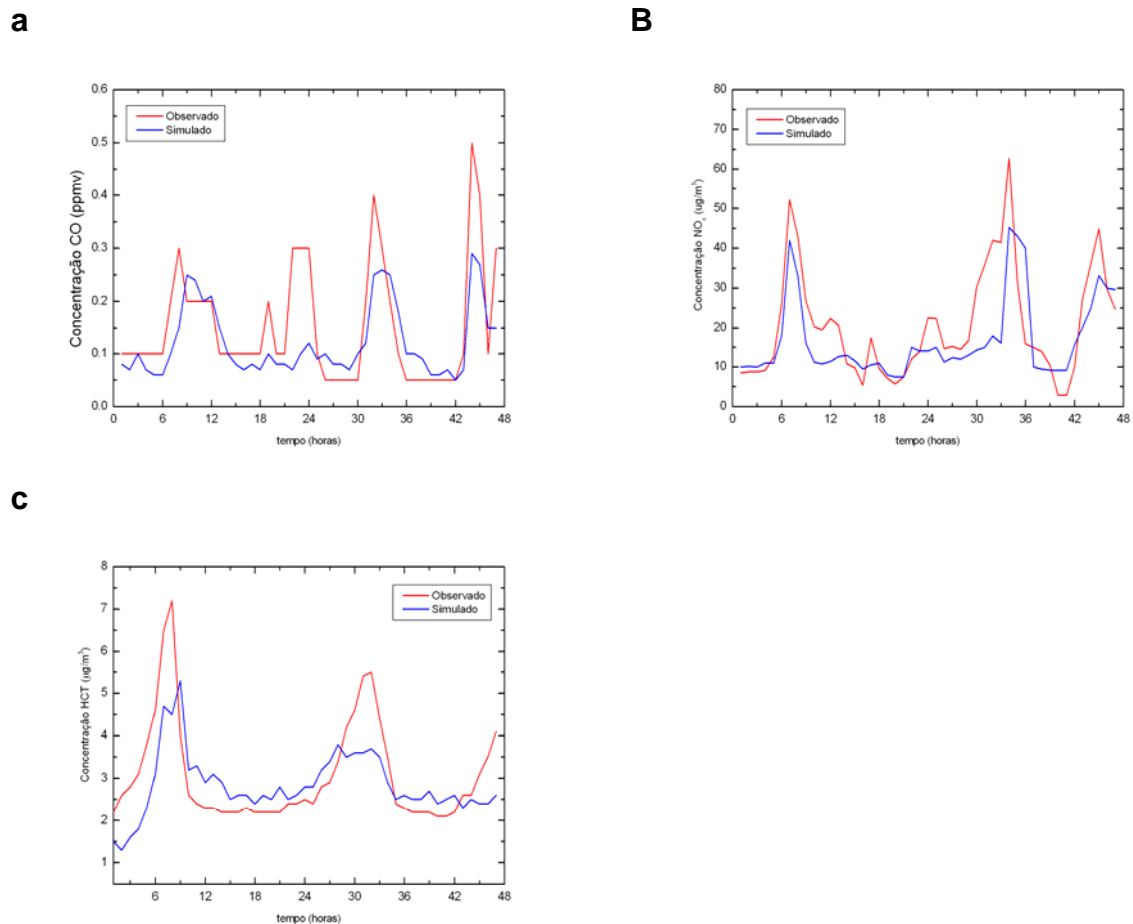 a
B
0.6
0.5
0.4
0.3
0.2
0.1
0.0
Concentração CO (ppmv)
Observado
Simulado
0 6 12 18 24 30 36 42 48
tempo (horas)
80
70
60
50
40
30
20
10
0
Concentração NOx (ug/m³)
Observado
Simulado
0 6 12 18 24 30 36 42 48
tempo (horas)
c
8
7
6
5
4
3
2
1
Concentração HCT (µg/m³)
Observado
Simulado
6 12 18 24 30 36 42 48
tempo (horas)